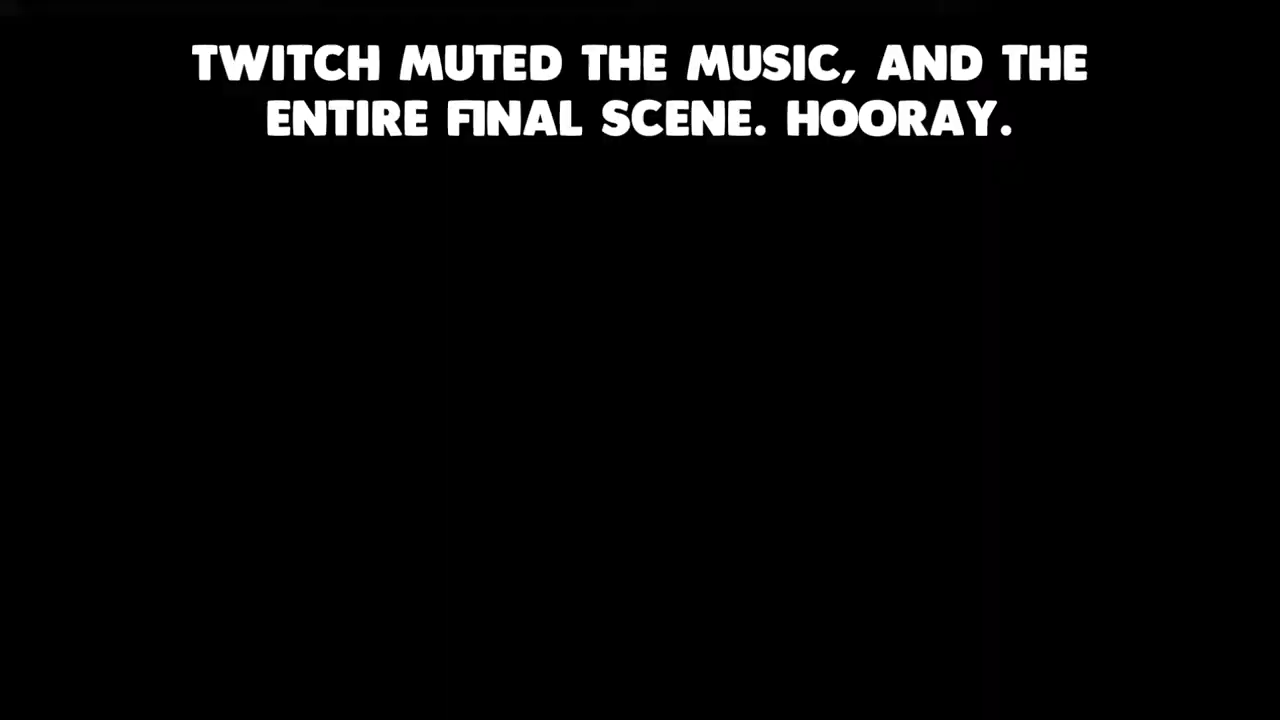 TWITCH MUTED THE MUSIC, AND THE
ENTIRE FINAL SCENE. HOORAY.